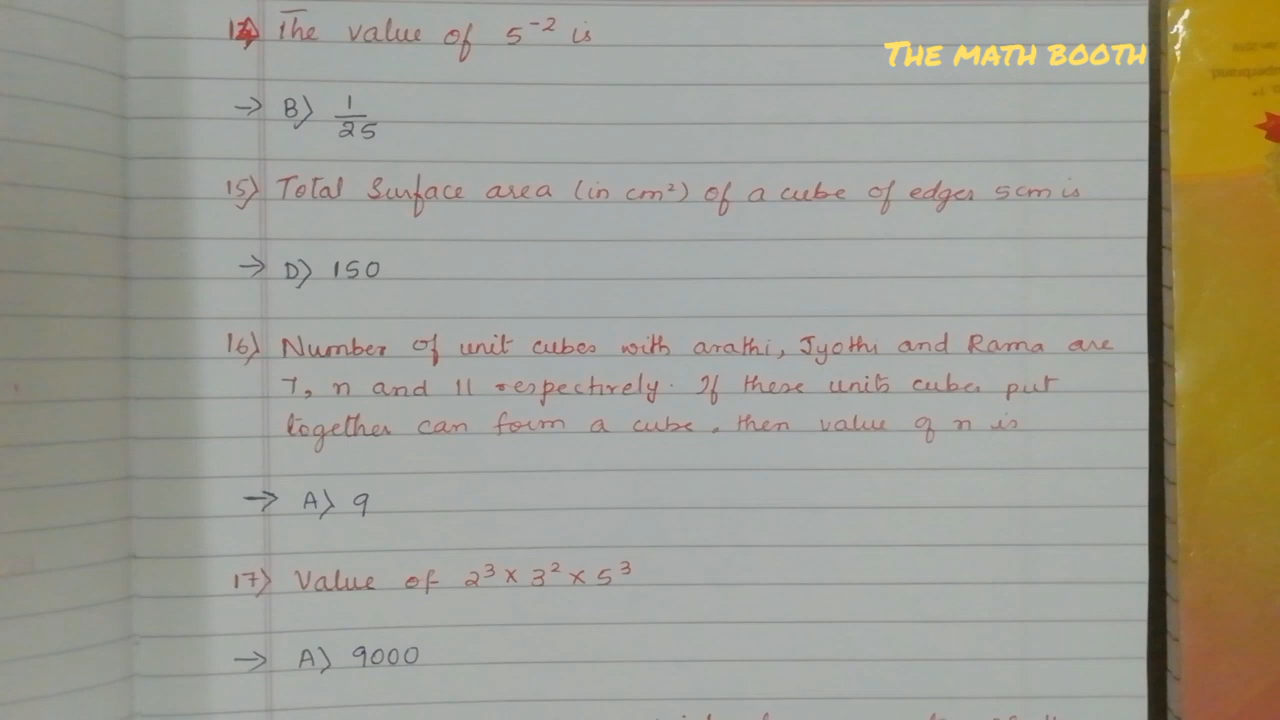 14) The value of 5⁻² is
THE MATH BOOTH
→ B) 1/25
15) Total Surface area (in cm²) of a cube of edges 5cm is
→ D) 150
16) Number of unit cubes with arathi, Jyothi and Rama are
7, n and 11 respectively. If these units cubes put
together can form a cube, then value of n is
→ A) 9
17) Value of 2³ × 3² × 5³
→ A) 9000